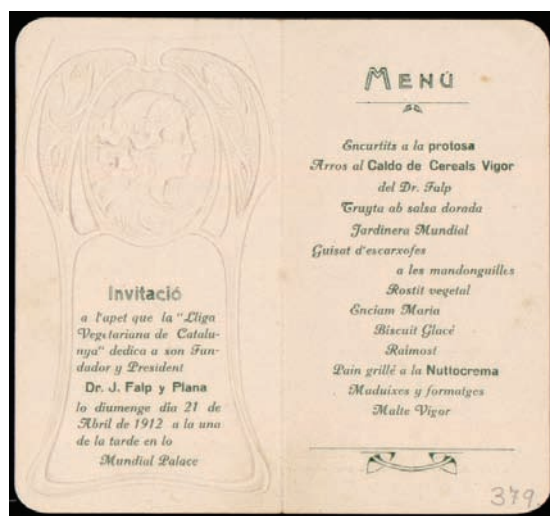 Invitació
a l'apet que la "Lliga
Vegetariana de Catalu-
nya" dedica a son Fun-
dador y President
Dr. J. Falp y Plana
lo diumenge dia 21 de
Abril de 1912 a la una
de la tarde en lo
Mundial Palace
MENÚ
Encurtits a la protosa
Arros al Caldo de Cereals Vigor
del Dr. Falp
Truyta ab salsa dorada
Jardinera Mundial
Guisat d'escarxofes
a les mandonguilles
Rostit vegetal
Enciam Maria
Biscuit Glacé
Raimost
Pain grillé a la Nuttocrema
Maduixes y formatges
Malte Vigor
379